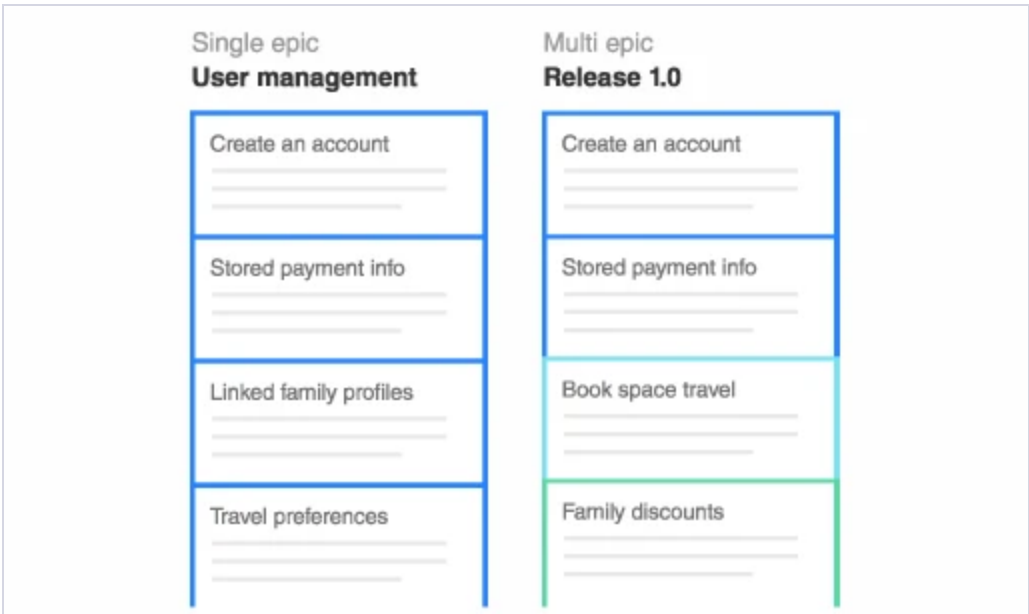 Single epic
User management
Create an account
Stored payment info
Linked family profiles
Travel preferences
Multi epic
Release 1.0
Create an account
Stored payment info
Book space travel
Family discounts